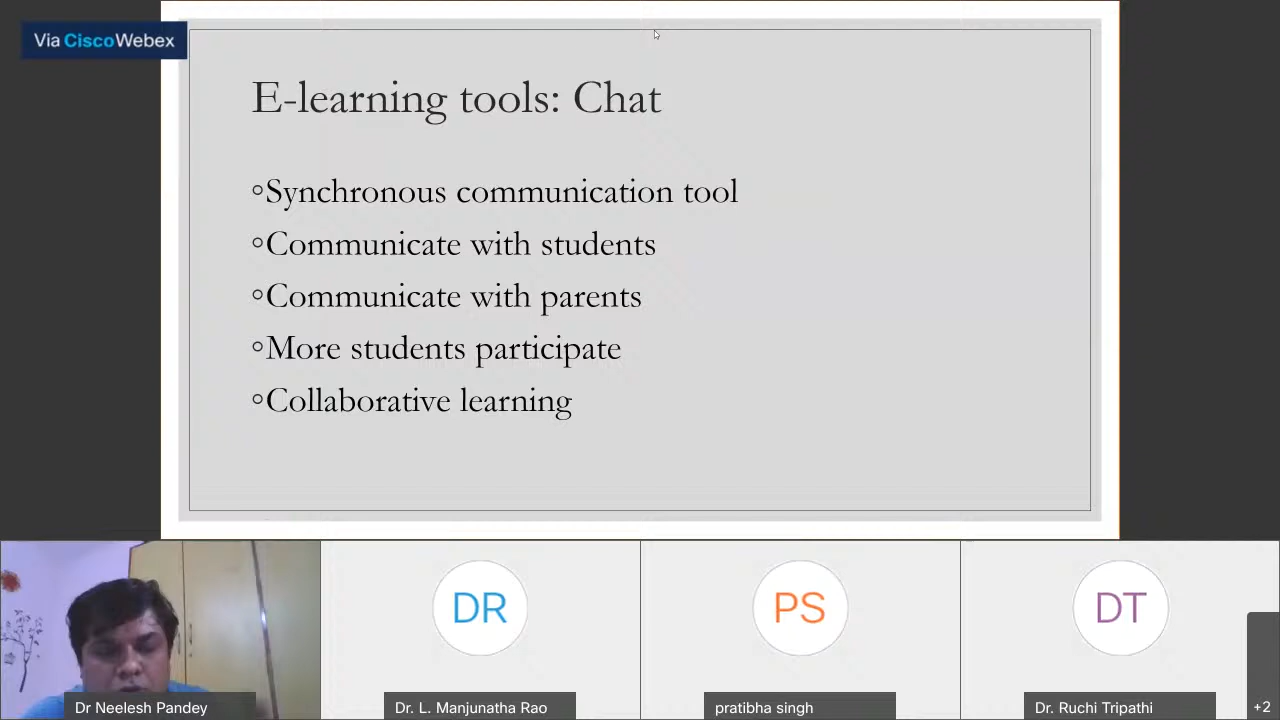 Via CiscoWebex
E-learning tools: Chat
◦Synchronous communication tool
◦Communicate with students
◦Communicate with parents
◦More students participate
◦Collaborative learning
DR
PS
DT
Dr Neelesh Pandey
Dr. L. Manjunatha Rao
pratibha singh
Dr. Ruchi Tripathi
+2